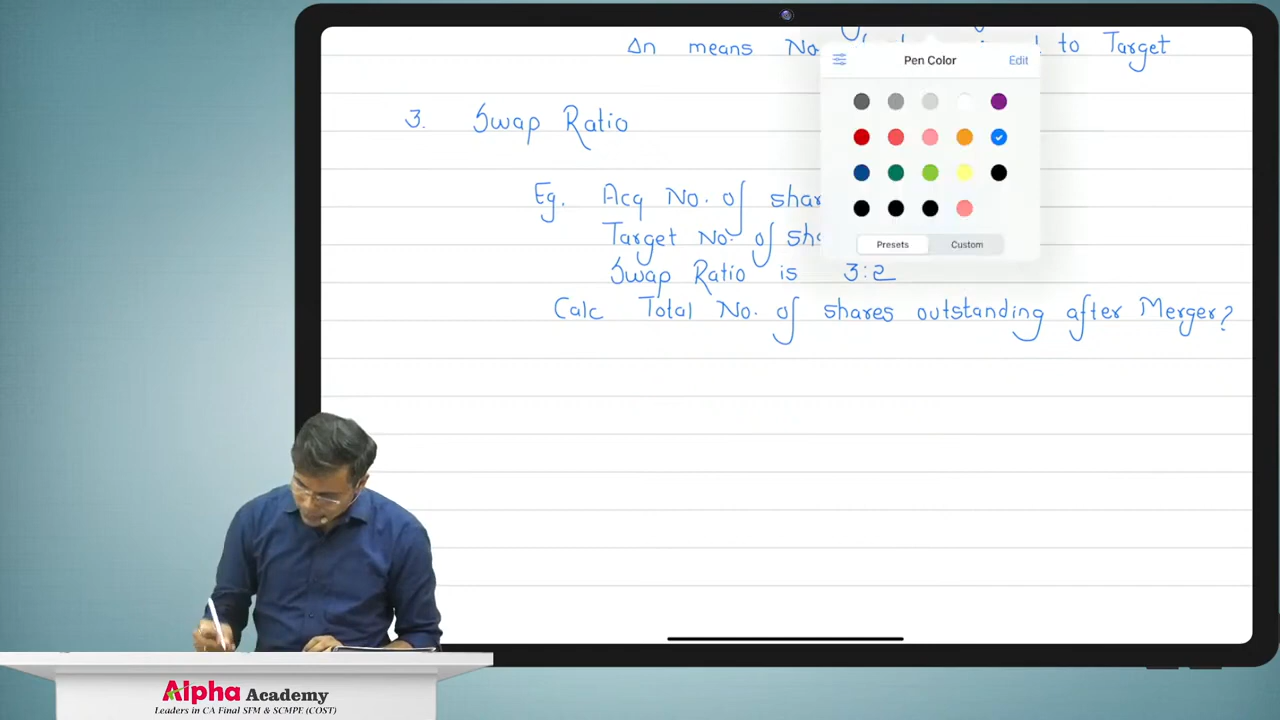 Δn means No. to Target
Pen Color
Edit
3. Swap Ratio
Eg. Acq No. of shar
Target No. of sha
Presets
Custom
Swap Ratio is 3:2
Calc Total No. of shares outstanding after Merger?
Alpha Academy
Leaders in CA Final SFM & SCMPE (COST)